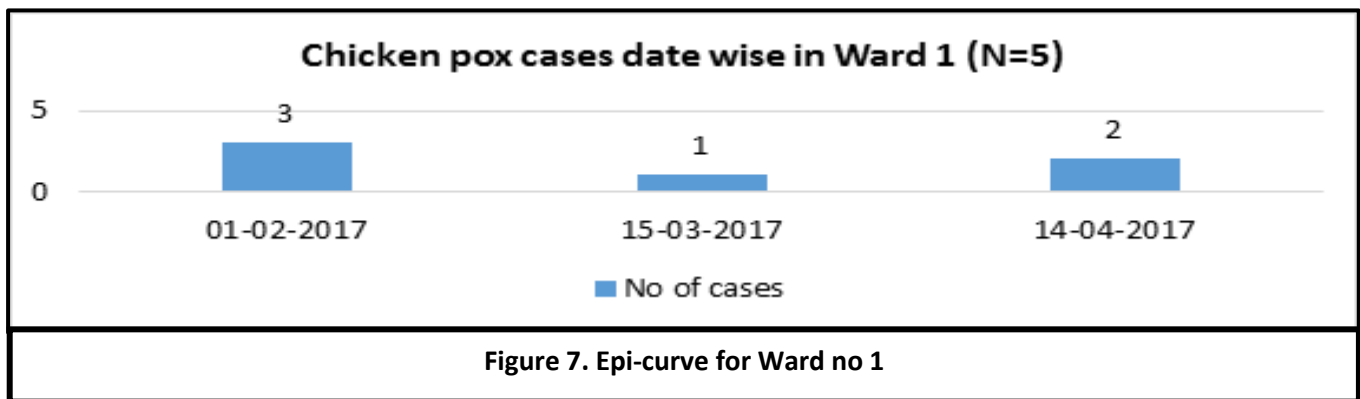 Chicken pox cases date wise in Ward 1 (N=5)
5
3
1
2
0
01-02-2017 15-03-2017 14-04-2017
No of cases
Figure 7. Epi-curve for Ward no 1